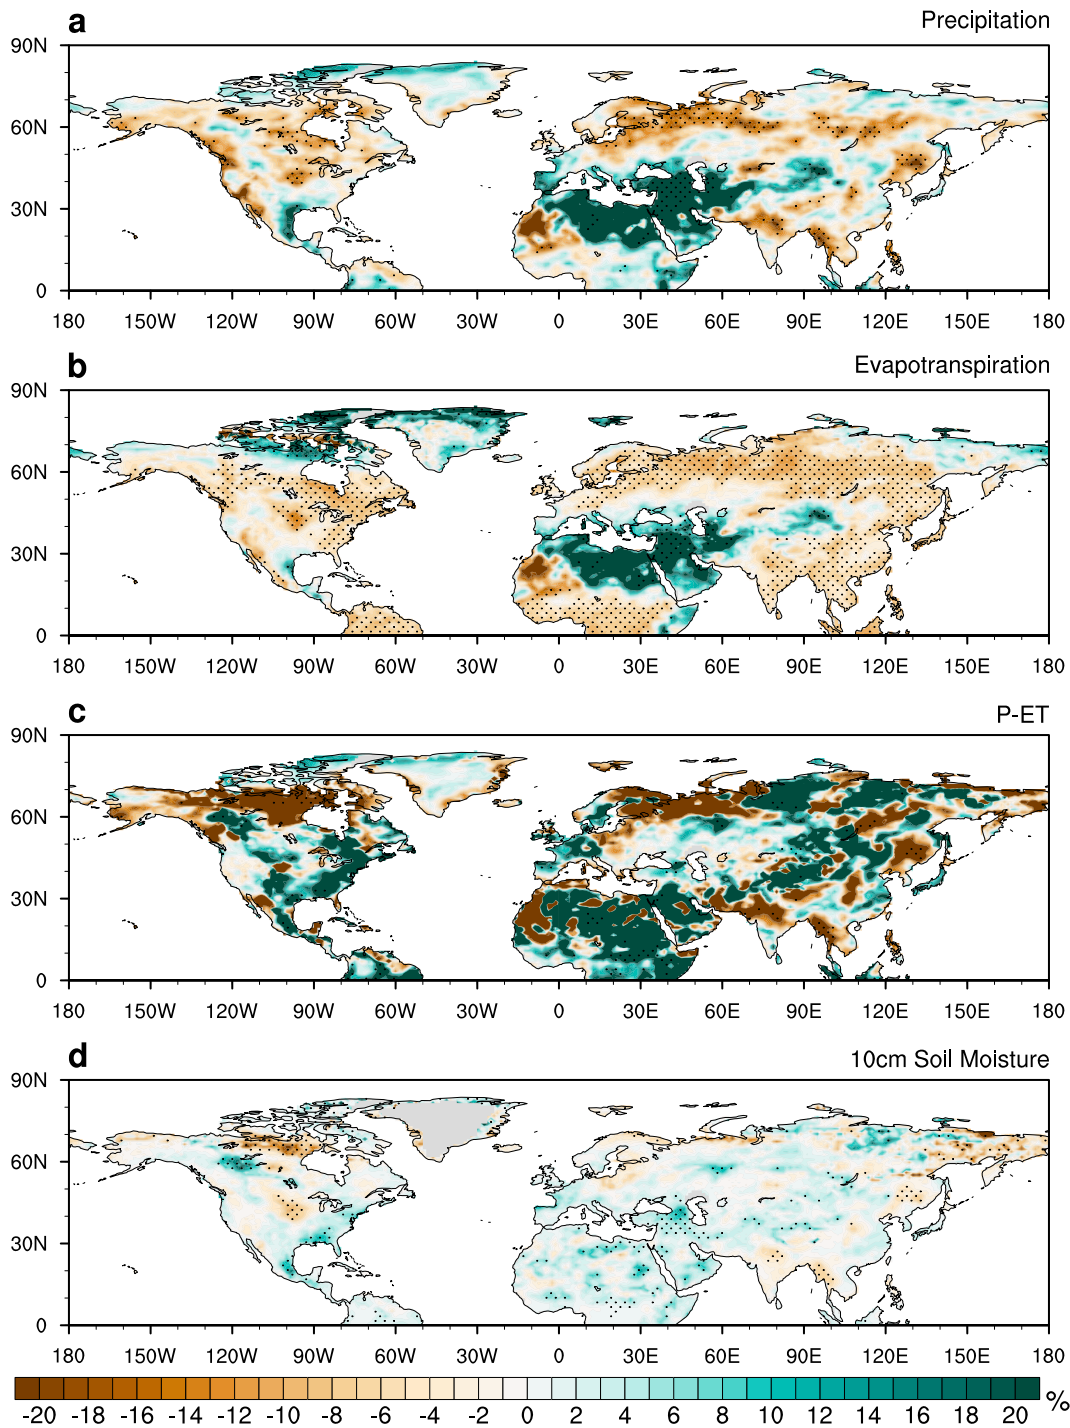 a Precipitation
90N
60N
30N
0
180 150W 120W 90W 60W 30W 0 30E 60E 90E 120E 150E 180
b Evapotranspiration
90N
60N
30N
0
180 150W 120W 90W 60W 30W 0 30E 60E 90E 120E 150E 180
c P-ET
90N
60N
30N
0
180 150W 120W 90W 60W 30W 0 30E 60E 90E 120E 150E 180
d 10cm Soil Moisture
90N
60N
30N
0
180 150W 120W 90W 60W 30W 0 30E 60E 90E 120E 150E 180
-20 -18 -16 -14 -12 -10 -8 -6 -4 -2 0 2 4 6 8 10 12 14 16 18 20 %